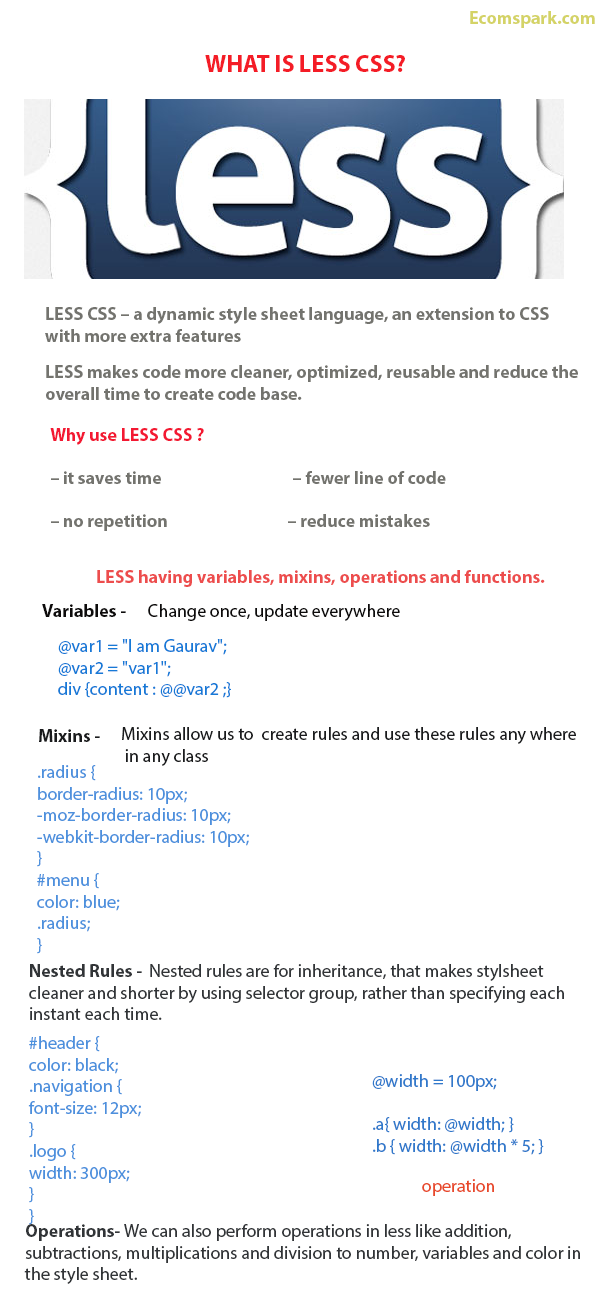 Ecomspark.com
WHAT IS LESS CSS?
{less}
LESS CSS – a dynamic style sheet language, an extension to CSS
with more extra features
LESS makes code more cleaner, optimized, reusable and reduce the
overall time to create code base.
Why use LESS CSS ?
– it saves time – fewer line of code
– no repetition – reduce mistakes
LESS having variables, mixins, operations and functions.
Variables - Change once, update everywhere
@var1 = "I am Gaurav";
@var2 = "var1";
div {content : @@var2 ;}
Mixins - Mixins allow us to create rules and use these rules any where
in any class
.radius {
border-radius: 10px;
-moz-border-radius: 10px;
-webkit-border-radius: 10px;
}
#menu {
color: blue;
.radius;
}
Nested Rules - Nested rules are for inheritance, that makes stylsheet
cleaner and shorter by using selector group, rather than specifying each
instant each time.
#header {
color: black;
.navigation {
font-size: 12px;
}
.logo {
width: 300px;
}
}
@width = 100px;
.a{ width: @width; }
.b { width: @width * 5; }
operation
Operations- We can also perform operations in less like addition,
subtractions, multiplications and division to number, variables and color in
the style sheet.